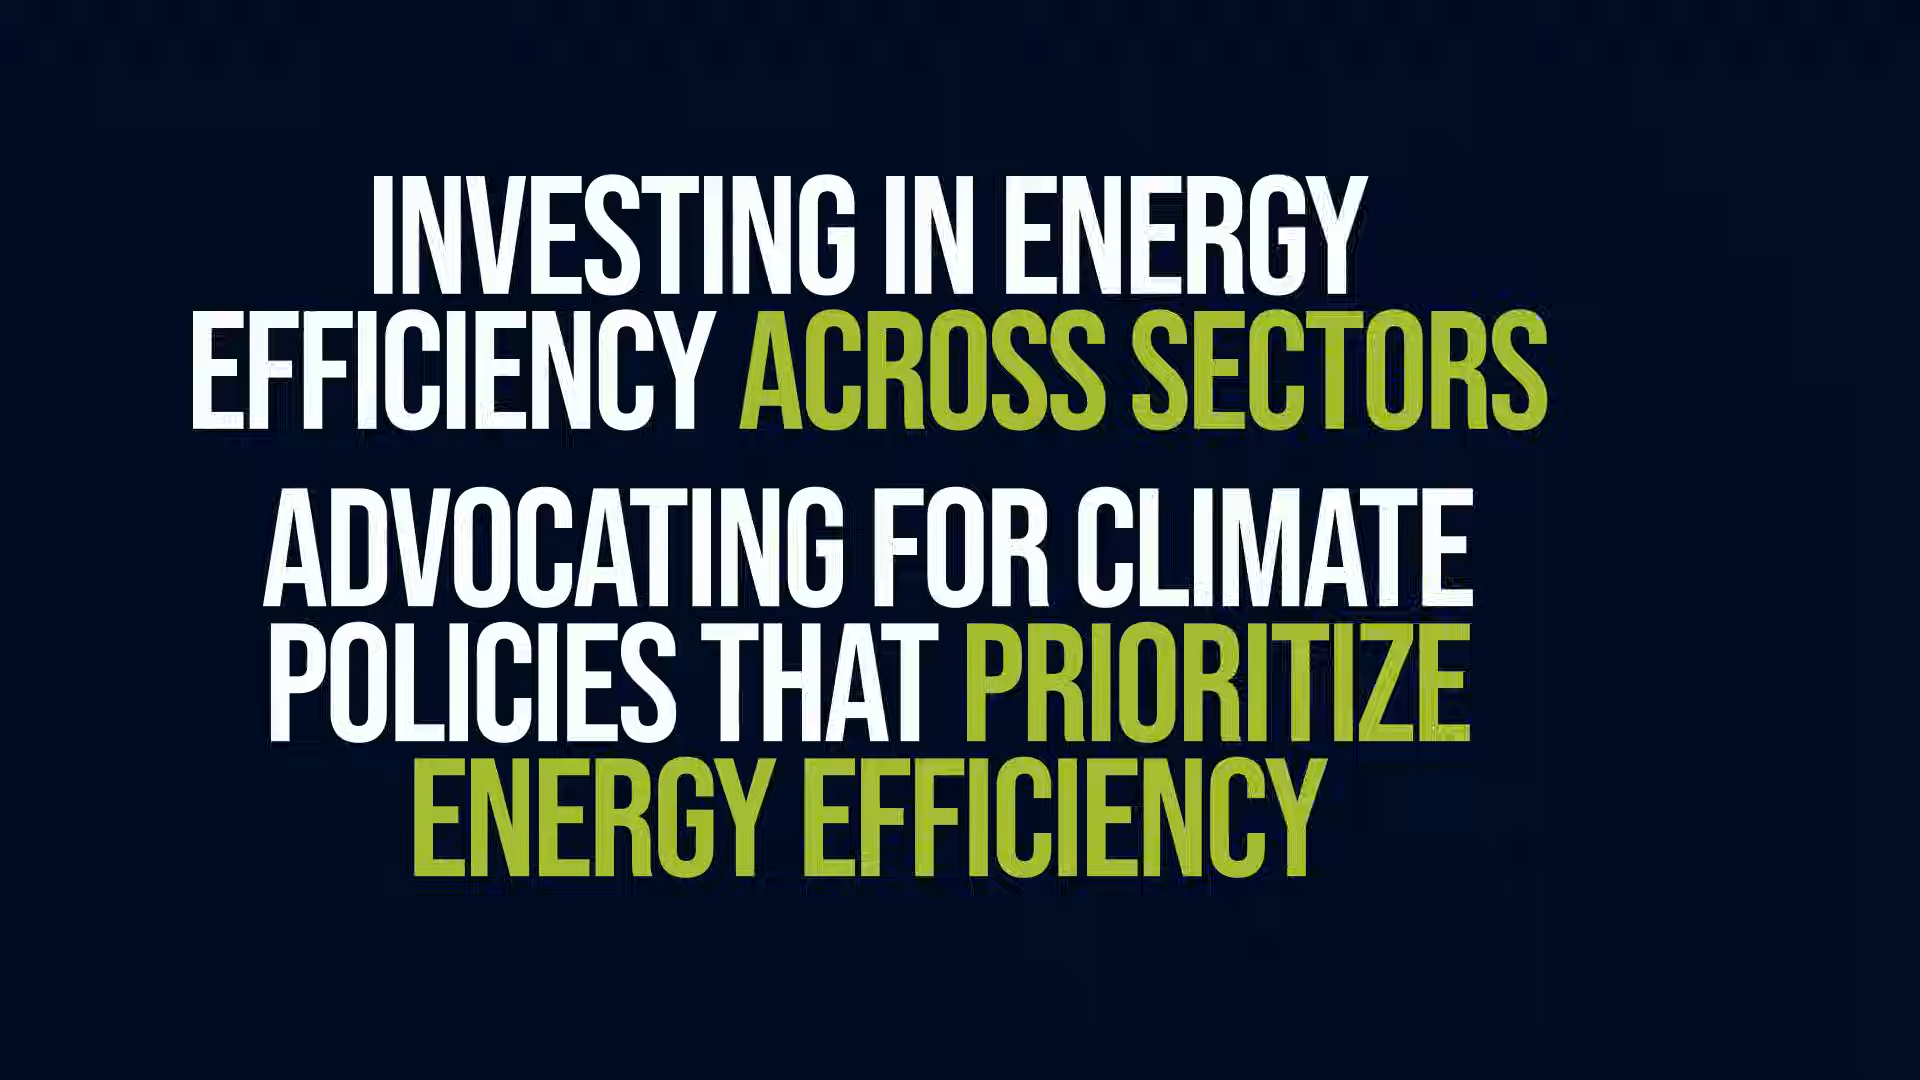 INVESTING IN ENERGY
EFFICIENCY ACROSS SECTORS
ADVOCATING FOR CLIMATE
POLICIES THAT PRIORITIZE
ENERGY EFFICIENCY